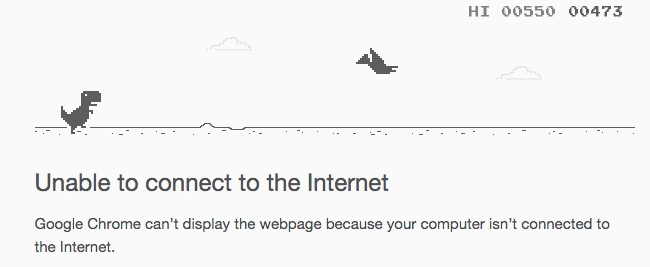 HI 00550 00473
Unable to connect to the Internet
Google Chrome can’t display the webpage because your computer isn’t connected to
the Internet.